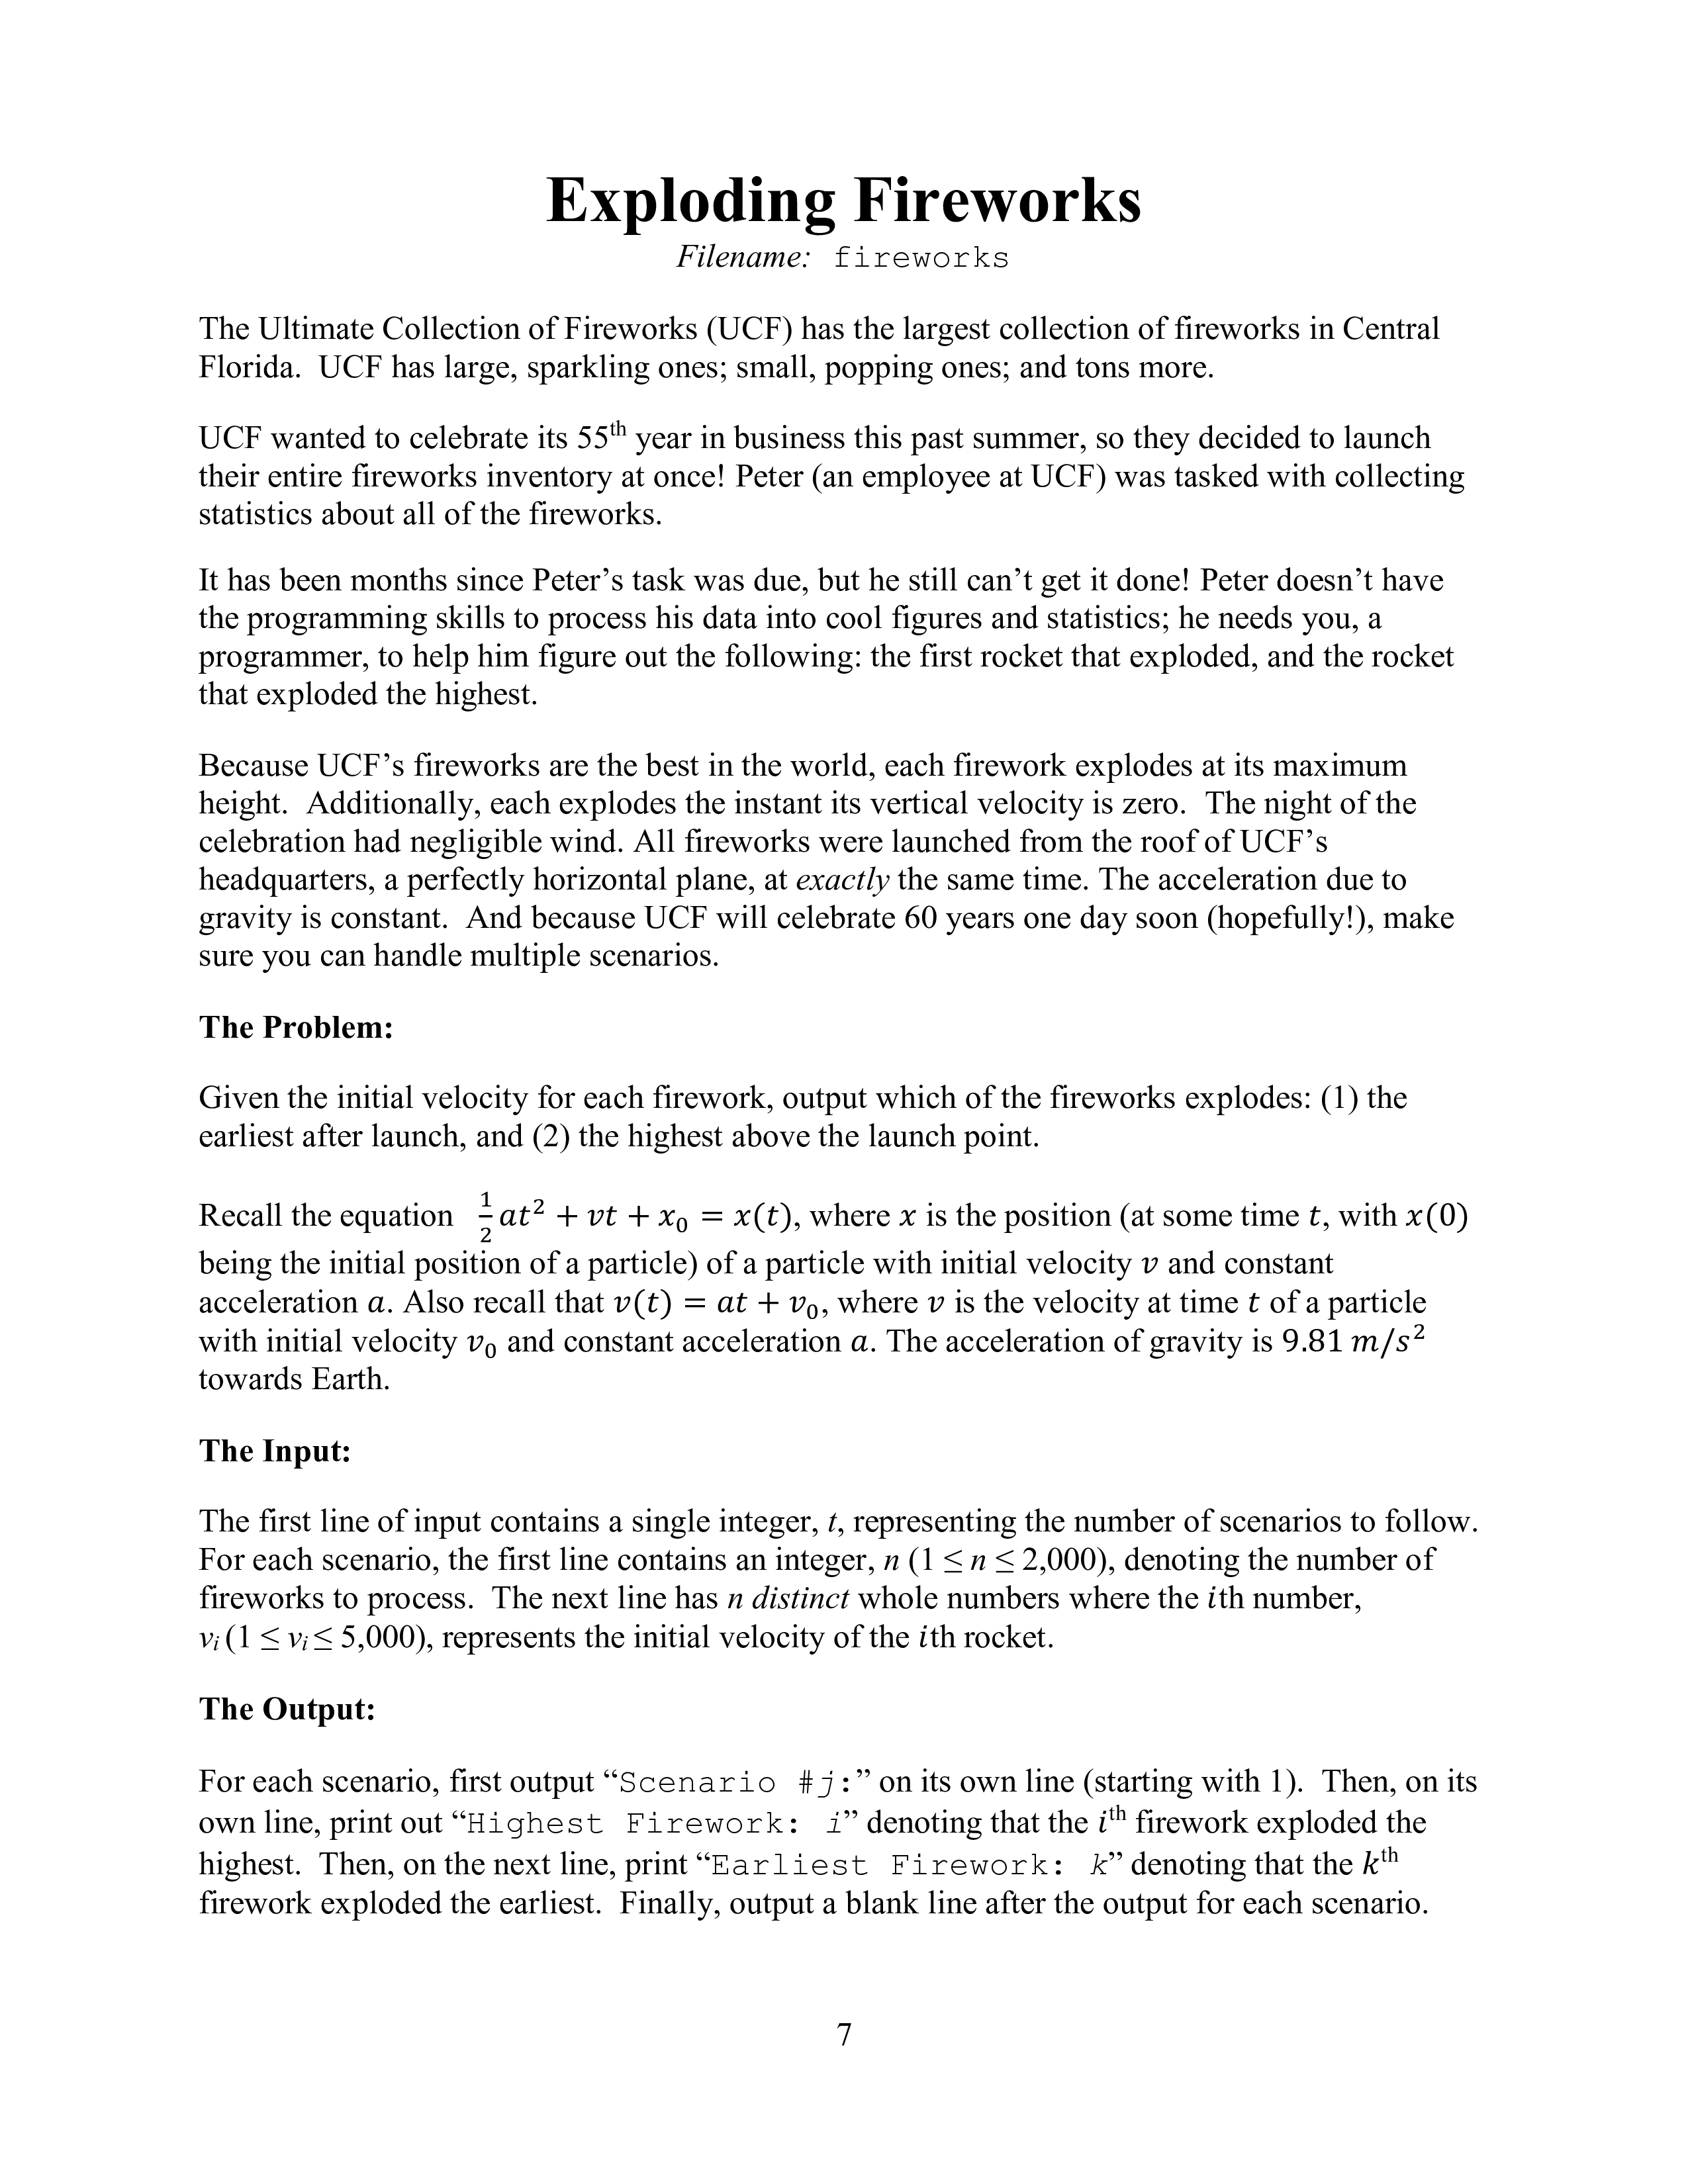 Exploding Fireworks
Filename: fireworks
The Ultimate Collection of Fireworks (UCF) has the largest collection of fireworks in Central
Florida.  UCF has large, sparkling ones; small, popping ones; and tons more.
UCF wanted to celebrate its 55th year in business this past summer, so they decided to launch
their entire fireworks inventory at once! Peter (an employee at UCF) was tasked with collecting
statistics about all of the fireworks.
It has been months since Peter’s task was due, but he still can’t get it done! Peter doesn’t have
the programming skills to process his data into cool figures and statistics; he needs you, a
programmer, to help him figure out the following: the first rocket that exploded, and the rocket
that exploded the highest.
Because UCF’s fireworks are the best in the world, each firework explodes at its maximum
height.  Additionally, each explodes the instant its vertical velocity is zero.  The night of the
celebration had negligible wind. All fireworks were launched from the roof of UCF’s
headquarters, a perfectly horizontal plane, at exactly the same time. The acceleration due to
gravity is constant.  And because UCF will celebrate 60 years one day soon (hopefully!), make
sure you can handle multiple scenarios.
The Problem:
Given the initial velocity for each firework, output which of the fireworks explodes: (1) the
earliest after launch, and (2) the highest above the launch point.
Recall the equation  1/2 at² + vt + x₀ = x(t), where x is the position (at some time t, with x(0)
being the initial position of a particle) of a particle with initial velocity v and constant
acceleration a. Also recall that v(t) = at + v₀, where v is the velocity at time t of a particle
with initial velocity v₀ and constant acceleration a. The acceleration of gravity is 9.81 m/s²
towards Earth.
The Input:
The first line of input contains a single integer, t, representing the number of scenarios to follow.
For each scenario, the first line contains an integer, n (1 ≤ n ≤ 2,000), denoting the number of
fireworks to process.  The next line has n distinct whole numbers where the ith number,
vᵢ (1 ≤ vᵢ ≤ 5,000), represents the initial velocity of the ith rocket.
The Output:
For each scenario, first output “Scenario #j:” on its own line (starting with 1).  Then, on its
own line, print out “Highest Firework: i” denoting that the ith firework exploded the
highest.  Then, on the next line, print “Earliest Firework: k” denoting that the kth
firework exploded the earliest.  Finally, output a blank line after the output for each scenario.
7